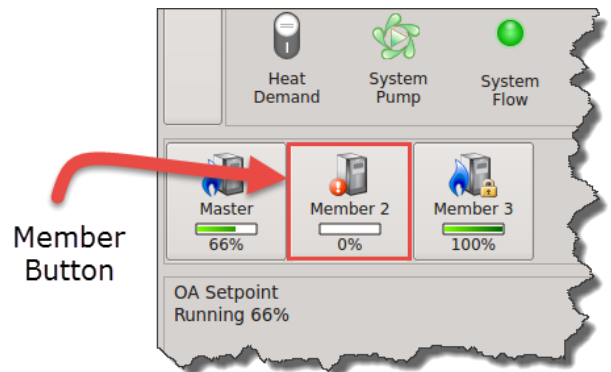 Heat
Demand
System
Pump
System
Flow
Master
66%
Member 2
0%
Member 3
100%
Member
Button
OA Setpoint
Running 66%